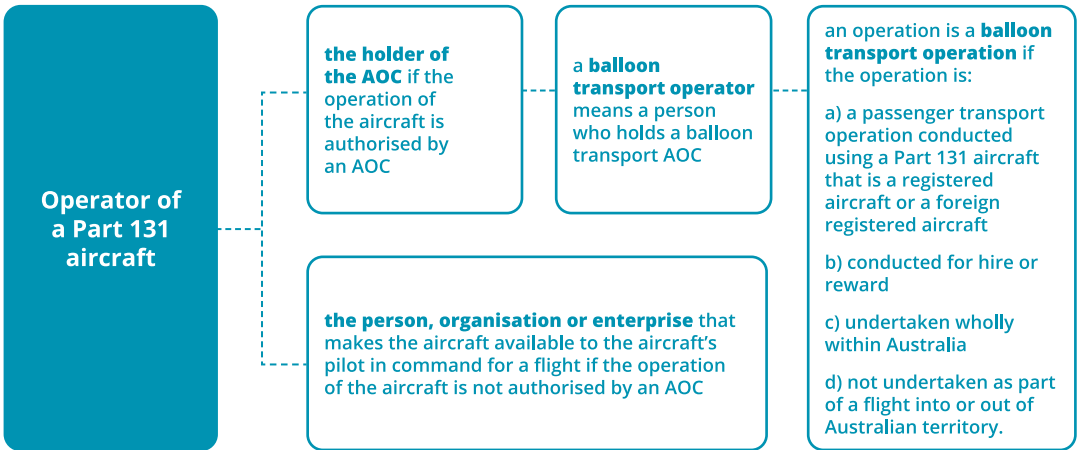 Operator of
a Part 131
aircraft
the holder of
the AOC if the
operation of
the aircraft is
authorised by
an AOC
a balloon
transport operator
means a person
who holds a balloon
transport AOC
an operation is a balloon
transport operation if
the operation is:
a) a passenger transport
operation conducted
using a Part 131 aircraft
that is a registered
aircraft or a foreign
registered aircraft
b) conducted for hire or
reward
c) undertaken wholly
within Australia
d) not undertaken as part
of a flight into or out of
Australian territory.
the person, organisation or enterprise that
makes the aircraft available to the aircraft’s
pilot in command for a flight if the operation
of the aircraft is not authorised by an AOC